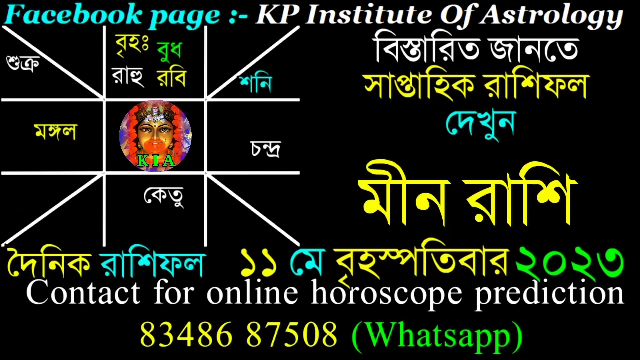 Facebook page :- KP Institute Of Astrology
শুক্র
বৃহঃ বুধ
রাহু রবি
শনি
মঙ্গল
KIA
চন্দ্র
কেতু
বিস্তারিত জানতে
সাপ্তাহিক রাশিফল
দেখুন
মীন রাশি
দৈনিক রাশিফল ১১ মে বৃহস্পতিবার ২০২৩
Contact for online horoscope prediction
83486 87508 (Whatsapp)